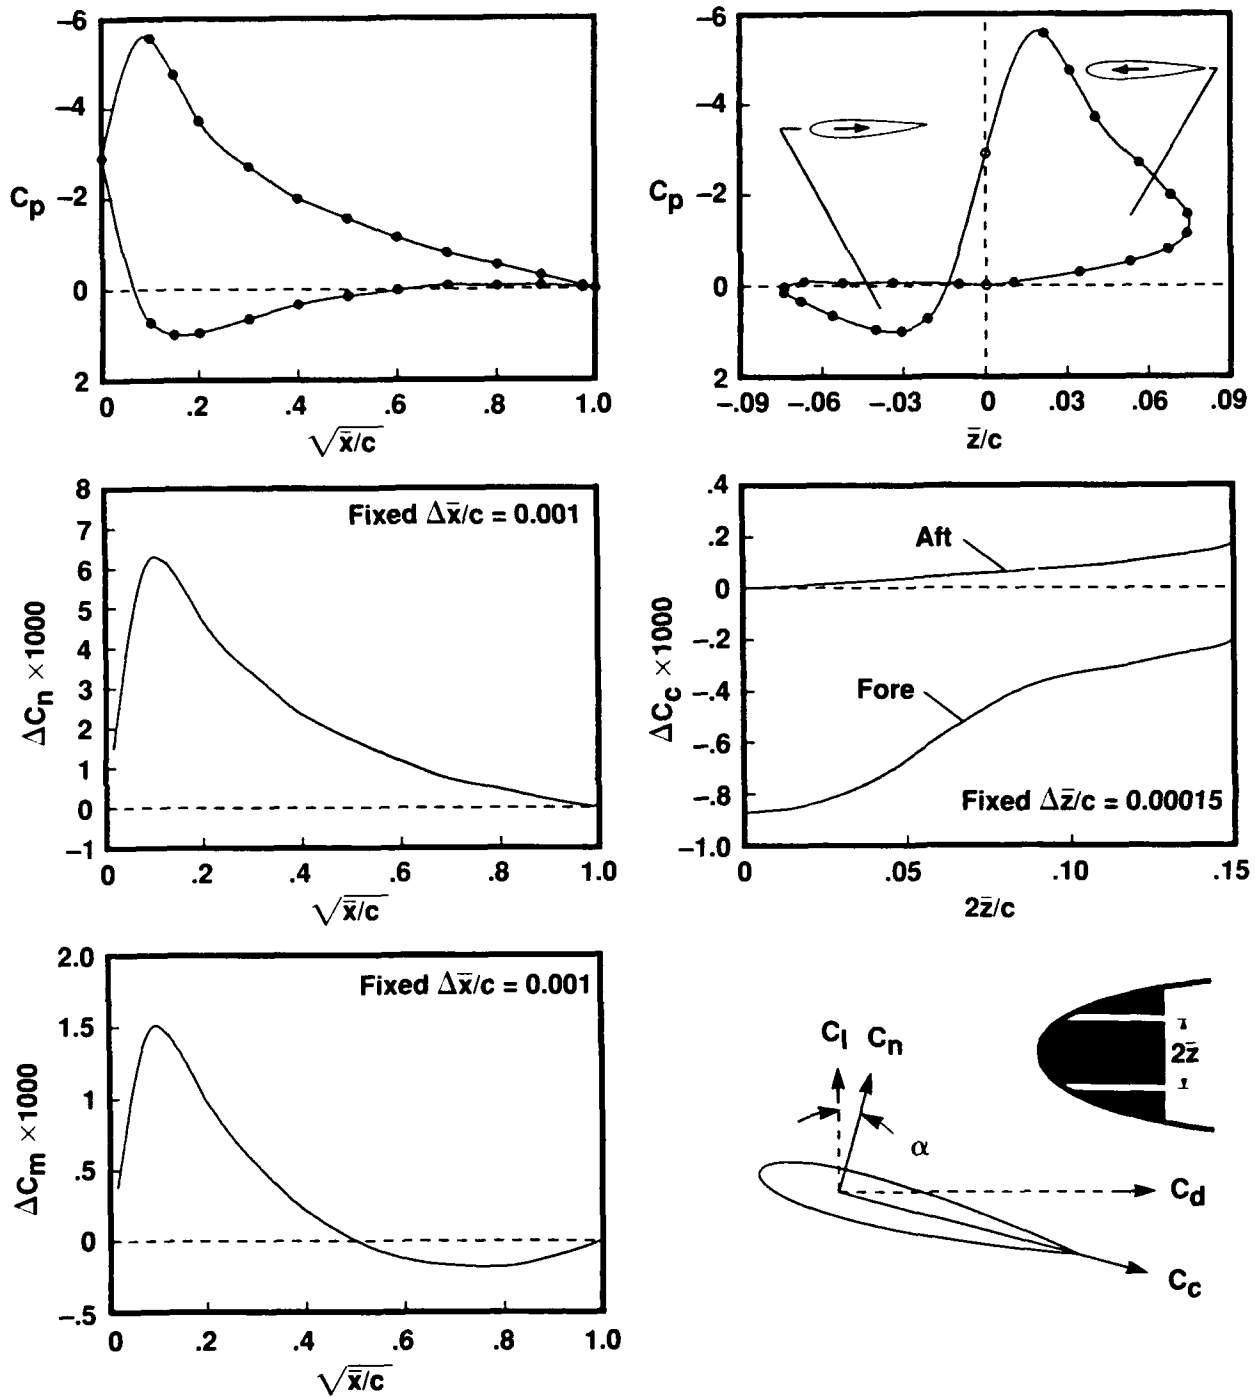 −6
−4
Cp −2
0
2
0 .2 .4 .6 .8 1.0
√x̄/c
−6
−4
Cp −2
0
2
−.09 −.06 −.03 0 .03 .06 .09
z̄/c
8
7
6
5
4
3
2
1
0
−1
ΔCn ×1000
Fixed Δx̄/c = 0.001
0 .2 .4 .6 .8 1.0
√x̄/c
.4
.2
0
−.2
−.4
−.6
−.8
−1.0
ΔCc ×1000
Aft
Fore
Fixed Δz̄/c = 0.00015
0 .05 .10 .15
2z̄/c
2.0
1.5
1.0
.5
0
−.5
ΔCm ×1000
Fixed Δx̄/c = 0.001
0 .2 .4 .6 .8 1.0
√x̄/c
Cl Cn
α
Cd
Cc
2z̄